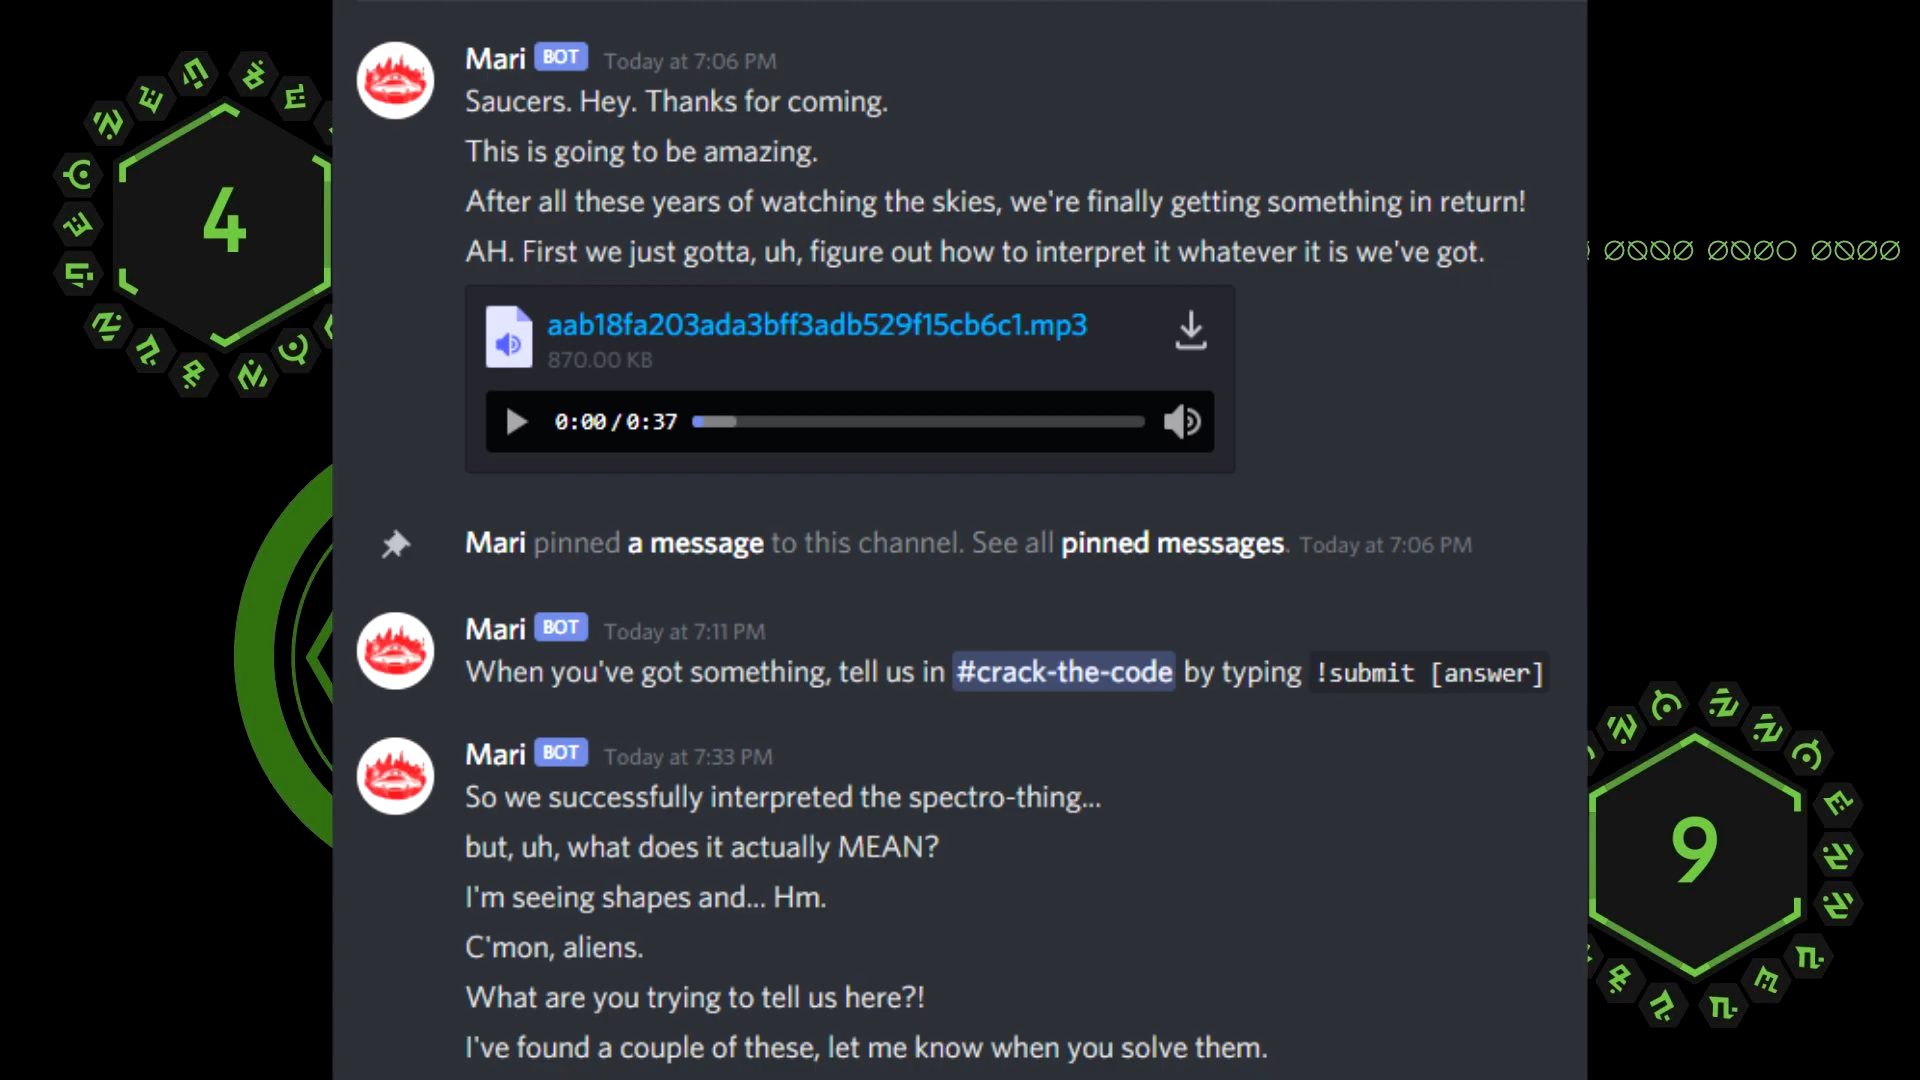 Mari BOT Today at 7:06 PM
Saucers. Hey. Thanks for coming.
This is going to be amazing.
After all these years of watching the skies, we're finally getting something in return!
AH. First we just gotta, uh, figure out how to interpret it whatever it is we've got.
aab18fa203ada3bff3adb529f15cb6c1.mp3
870.00 KB
0:00/0:37
Mari pinned a message to this channel. See all pinned messages. Today at 7:06 PM
Mari BOT Today at 7:11 PM
When you've got something, tell us in #crack-the-code by typing !submit [answer]
Mari BOT Today at 7:33 PM
So we successfully interpreted the spectro-thing...
but, uh, what does it actually MEAN?
I'm seeing shapes and... Hm.
C'mon, aliens.
What are you trying to tell us here?!
I've found a couple of these, let me know when you solve them.
4
9